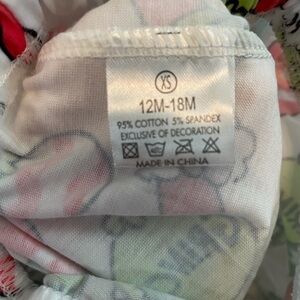 XS
12M-18M
95% COTTON 5% SPANDEX
EXCLUSIVE OF DECORATION
MADE IN CHINA